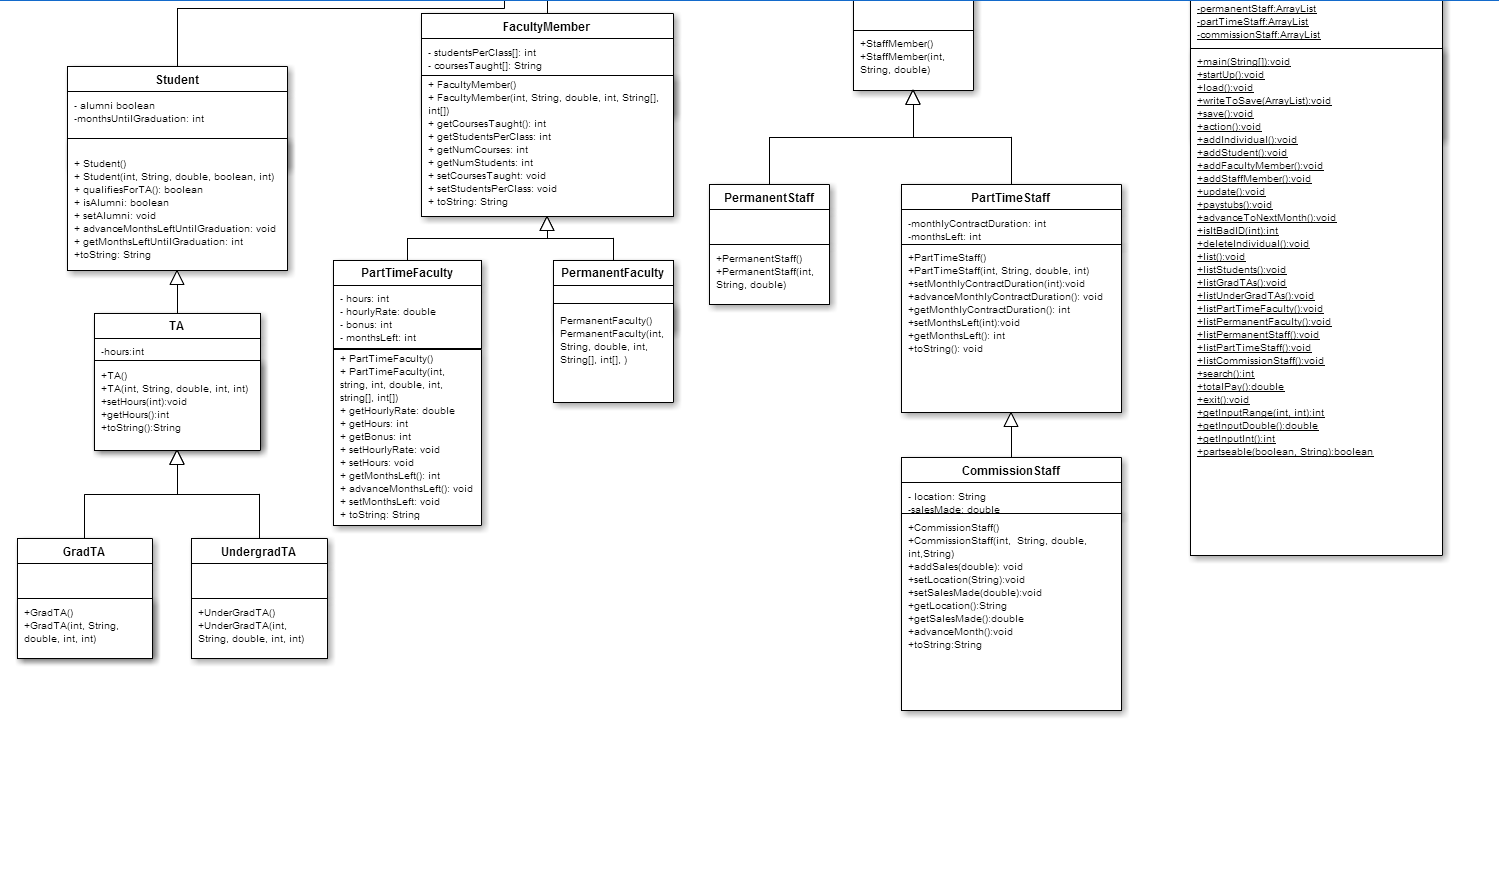 Student
- alumni boolean
-monthsUntilGraduation: int
+ Student()
+ Student(int, String, double, boolean, int)
+ qualifiesForTA(): boolean
+ isAlumni: boolean
+ setAlumni: void
+ advanceMonthsLeftUntilGraduation: void
+ getMonthsLeftUntilGraduation: int
+toString: String
TA
-hours:int
+TA()
+TA(int, String, double, int, int)
+setHours(int):void
+getHours():int
+toString():String
GradTA
+GradTA()
+GradTA(int, String,
double, int, int)
UndergradTA
+UnderGradTA()
+UnderGradTA(int,
String, double, int, int)
FacultyMember
- studentsPerClass[]: int
- coursesTaught[]: String
+ FacultyMember()
+ FacultyMember(int, String, double, int, String[],
int[])
+ getCoursesTaught(): int
+ getStudentsPerClass: int
+ getNumCourses: int
+ getNumStudents: int
+ setCoursesTaught: void
+ setStudentsPerClass: void
+ toString: String
PartTimeFaculty
- hours: int
- hourlyRate: double
- bonus: int
- monthsLeft: int
+ PartTimeFaculty()
+ PartTimeFaculty(int,
string, int, double, int,
string[], int[])
+ getHourlyRate: double
+ getHours: int
+ getBonus: int
+ setHourlyRate: void
+ setHours: void
+ getMonthsLeft(): int
+ advanceMonthsLeft(): void
+ setMonthsLeft: void
+ toString: String
PermanentFaculty
PermanentFaculty()
PermanentFaculty(int,
String, double, int,
String[], int[], )
+StaffMember()
+StaffMember(int,
String, double)
PermanentStaff
+PermanentStaff()
+PermanentStaff(int,
String, double)
PartTimeStaff
-monthlyContractDuration: int
-monthsLeft: int
+PartTimeStaff()
+PartTimeStaff(int, String, double, int)
+setMonthlyContractDuration(int):void
+advanceMonthlyContractDuration(): void
+getMonthlyContractDuration(): int
+setMonthsLeft(int):void
+getMonthsLeft(): int
+toString(): void
CommissionStaff
- location: String
-salesMade: double
+CommissionStaff()
+CommissionStaff(int, String, double,
int,String)
+addSales(double): void
+setLocation(String):void
+setSalesMade(double):void
+getLocation():String
+getSalesMade():double
+advanceMonth():void
+toString:String
-permanentStaff:ArrayList
-partTimeStaff:ArrayList
-commissionStaff:ArrayList
+main(String[]):void
+startUp():void
+load():void
+writeToSave(ArrayList):void
+save():void
+action():void
+addIndividual():void
+addStudent():void
+addFacultyMember():void
+addStaffMember():void
+update():void
+paystubs():void
+advanceToNextMonth():void
+isItBadID(int):int
+deleteIndividual():void
+list():void
+listStudents():void
+listGradTAs():void
+listUnderGradTAs():void
+listPartTimeFaculty():void
+listPermanentFaculty():void
+listPermanentStaff():void
+listPartTimeStaff():void
+listCommissionStaff():void
+search():int
+totalPay():double
+exit():void
+getInputRange(int, int):int
+getInputDouble():double
+getInputInt():int
+partseable(boolean, String):boolean